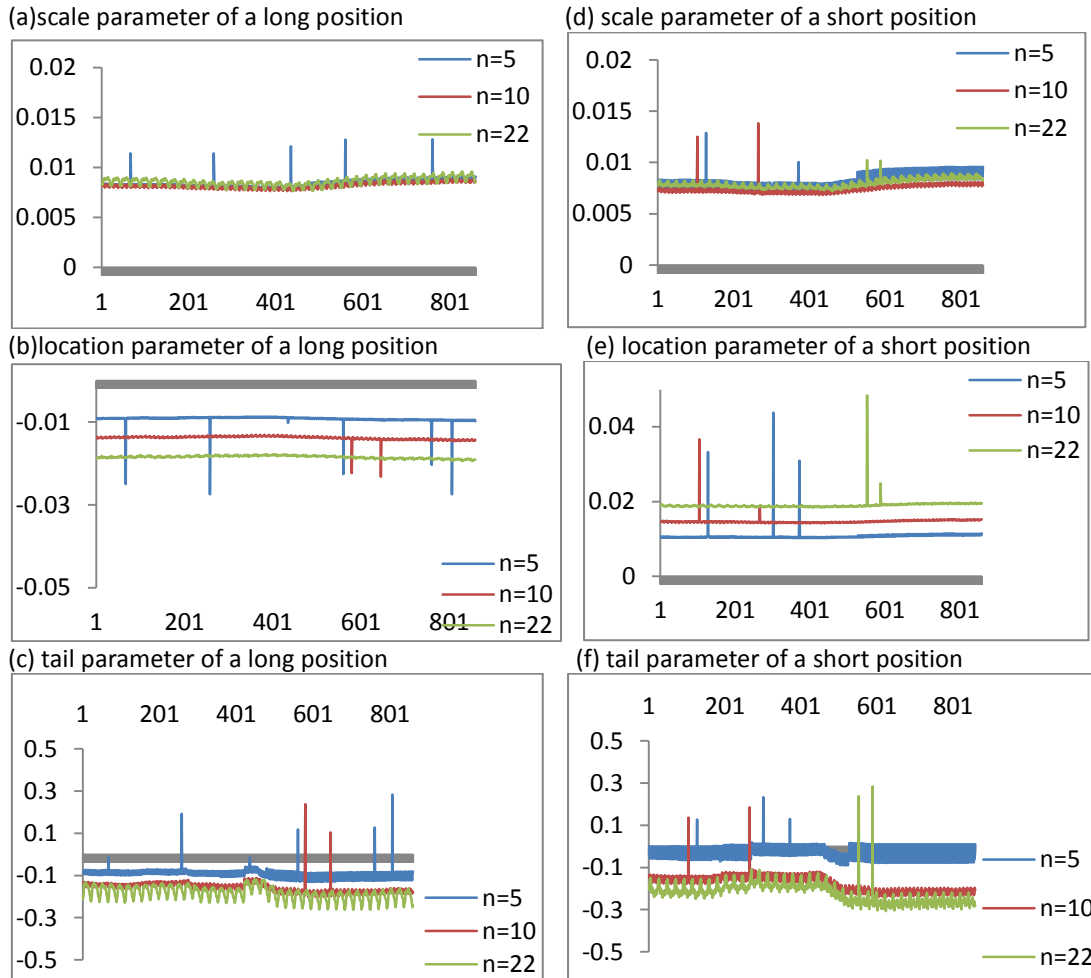 (a)scale parameter of a long position
0.02
0.015
0.01
0.005
0
1 201 401 601 801
n=5
n=10
n=22
(d) scale parameter of a short position
0.02
0.015
0.01
0.005
0
1 201 401 601 801
n=5
n=10
n=22
(b)location parameter of a long position
-0.01
-0.03
-0.05
1 201 401 601 801
n=5
n=10
n=22
(e) location parameter of a short position
0.04
0.02
0
1 201 401 601 801
n=5
n=10
n=22
(c) tail parameter of a long position
1 201 401 601 801
0.5
0.3
0.1
-0.1
-0.3
-0.5
n=5
n=10
n=22
(f) tail parameter of a short position
1 201 401 601 801
0.5
0.3
0.1
-0.1
-0.3
-0.5
n=5
n=10
n=22